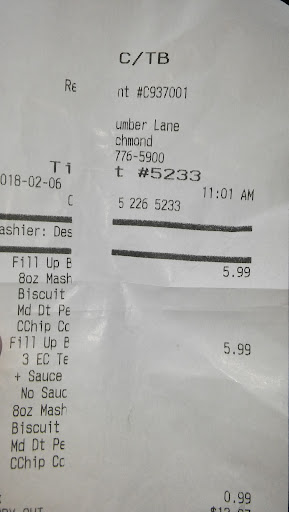 C/TB
Re nt #C937001
umber Lane
chmond
776-5900
Ti t #5233
018-02-06 11:01 AM
C 5 226 5233
ashier: Des
Fill Up B 5.99
8oz Mash
Biscuit
Md Dt Pe
CChip Cc
Fill Up B 5.99
3 EC Te
+ Sauce
No Sauc
8oz Mash
Biscuit
Md Dt Pe
CChip Cc
0.99